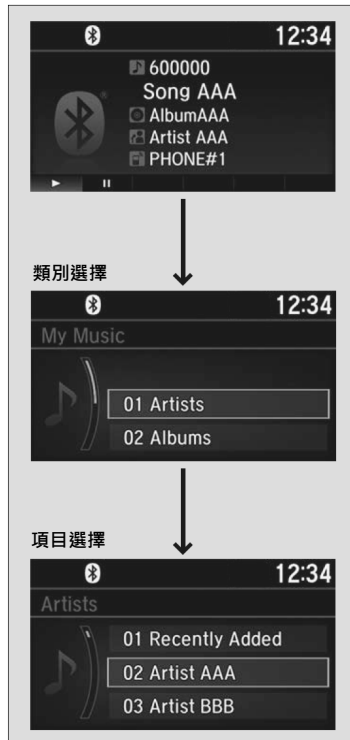 12:34
600000
Song AAA
AlbumAAA
Artist AAA
PHONE#1
類別選擇
12:34
My Music
01 Artists
02 Albums
項目選擇
12:34
Artists
01 Recently Added
02 Artist AAA
03 Artist BBB